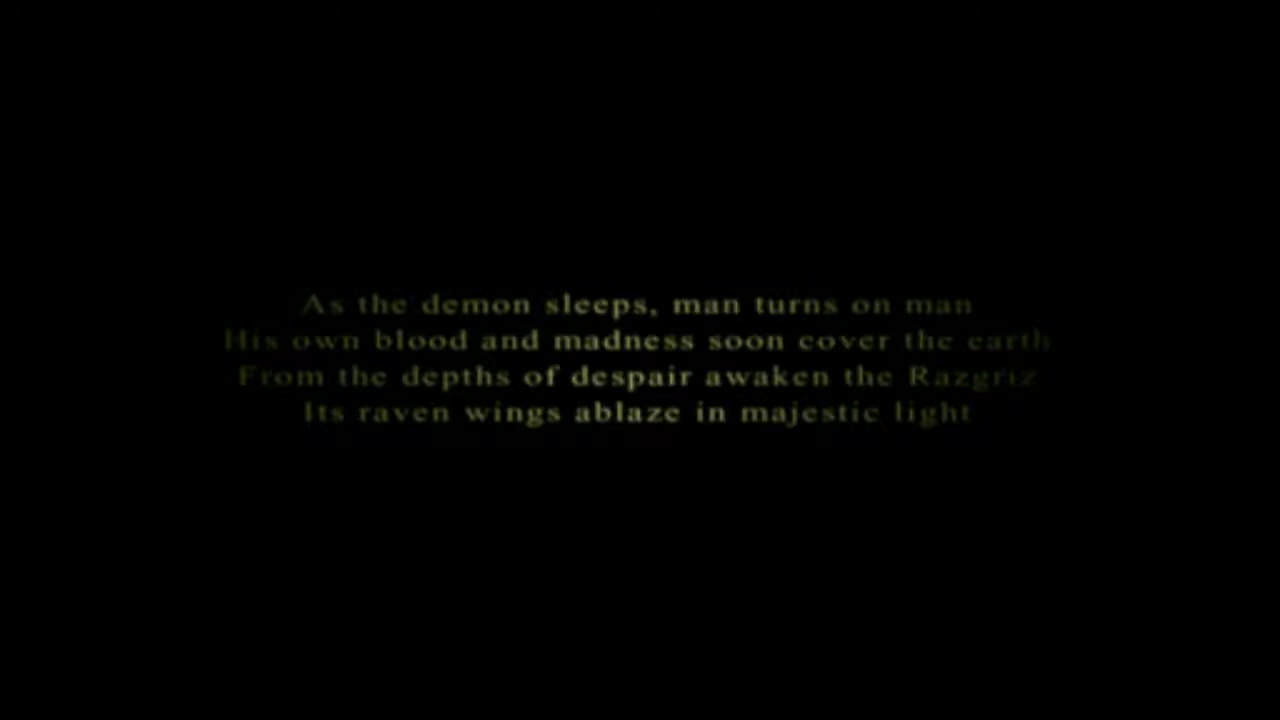 As the demon sleeps, man turns on man
His own blood and madness soon cover the earth
From the depths of despair awaken the Razgriz
Its raven wings ablaze in majestic light